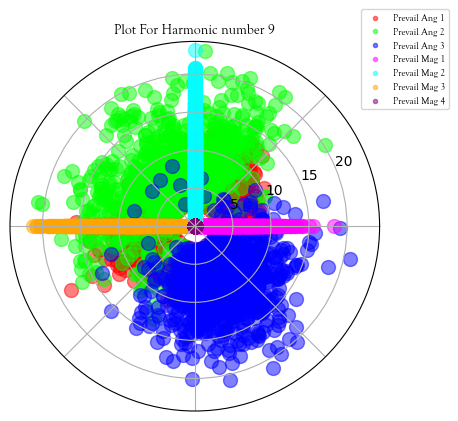 Plot For Harmonic number 9
Prevail Ang 1
Prevail Ang 2
Prevail Ang 3
Prevail Mag 1
Prevail Mag 2
Prevail Mag 3
Prevail Mag 4
20
15
10
5